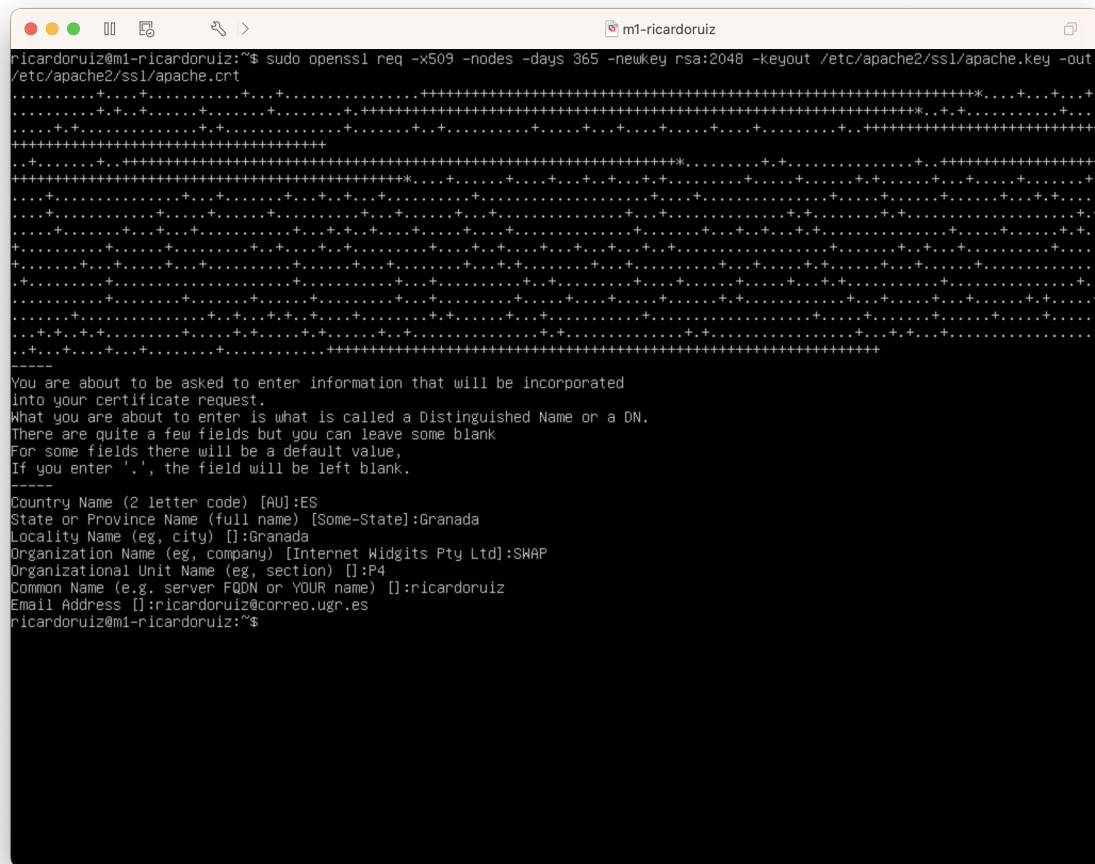 m1-ricardoruiz
ricardoruiz@m1-ricardoruiz:~$ sudo openssl req -x509 -nodes -days 365 -newkey rsa:2048 -keyout /etc/apache2/ssl/apache.key -out
/etc/apache2/ssl/apache.crt
-----
You are about to be asked to enter information that will be incorporated
into your certificate request.
What you are about to enter is what is called a Distinguished Name or a DN.
There are quite a few fields but you can leave some blank
For some fields there will be a default value,
If you enter '.', the field will be left blank.
-----
Country Name (2 letter code) [AU]:ES
State or Province Name (full name) [Some-State]:Granada
Locality Name (eg, city) []:Granada
Organization Name (eg, company) [Internet Widgits Pty Ltd]:SWAP
Organizational Unit Name (eg, section) []:P4
Common Name (e.g. server FQDN or YOUR name) []:ricardoruiz
Email Address []:ricardoruiz@correo.ugr.es
ricardoruiz@m1-ricardoruiz:~$